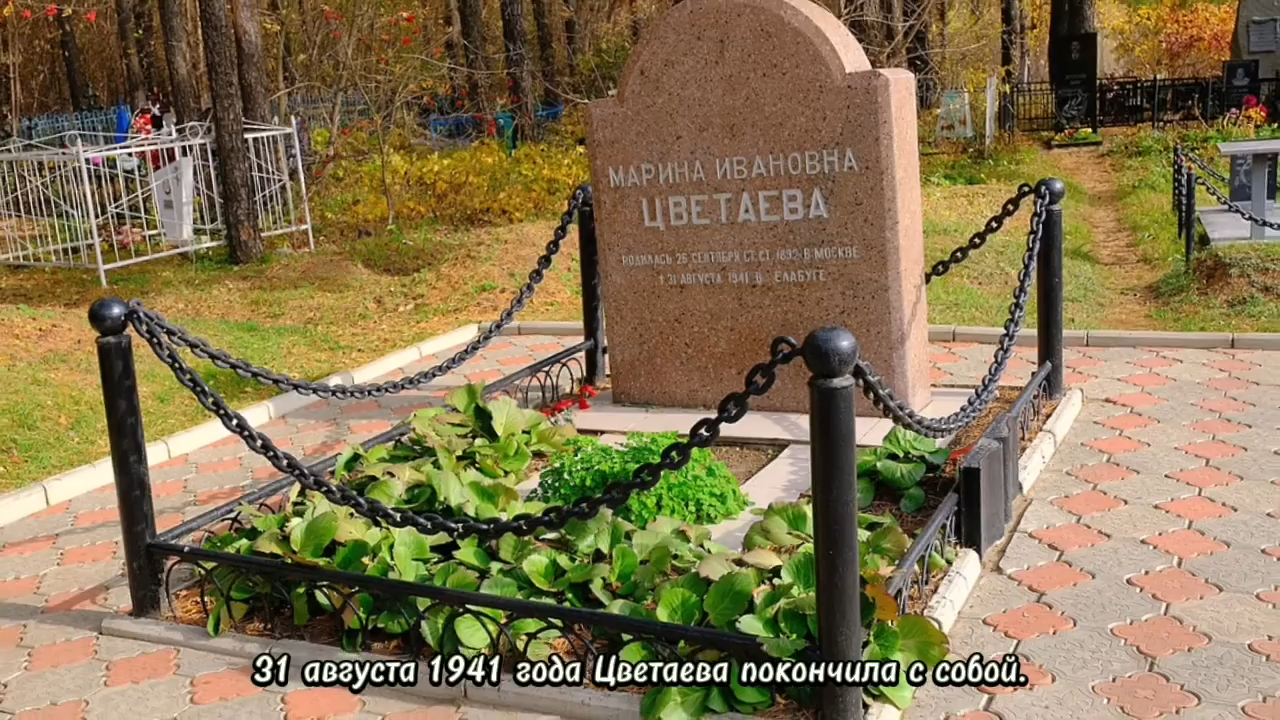 МАРИНА ИВАНОВНА
ЦВЕТАЕВА
РОДИЛАСЬ 26 СЕНТЯБРЯ СТ. СТ. 1892 В МОСКВЕ
† 31 АВГУСТА 1941 В ЕЛАБУГЕ
31 августа 1941 года Цветаева покончила с собой.